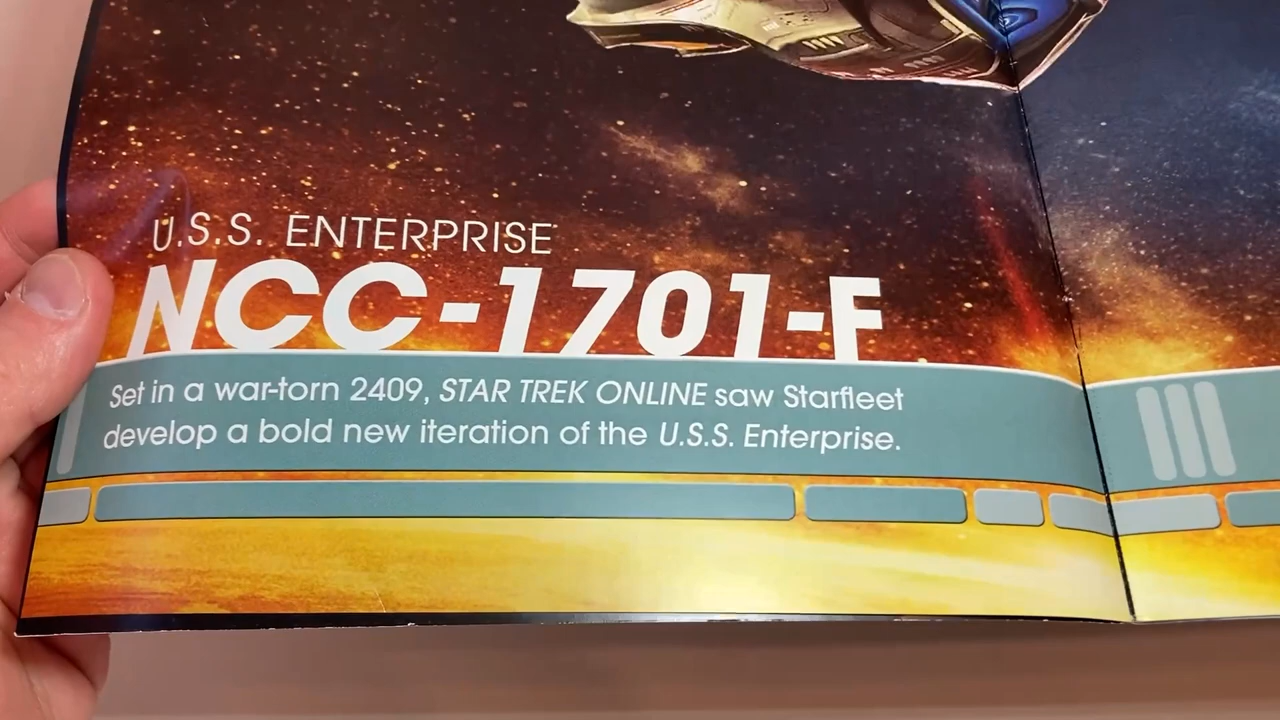 U.S.S. ENTERPRISE
NCC-1701-F
Set in a war-torn 2409, STAR TREK ONLINE saw Starfleet
develop a bold new iteration of the U.S.S. Enterprise.